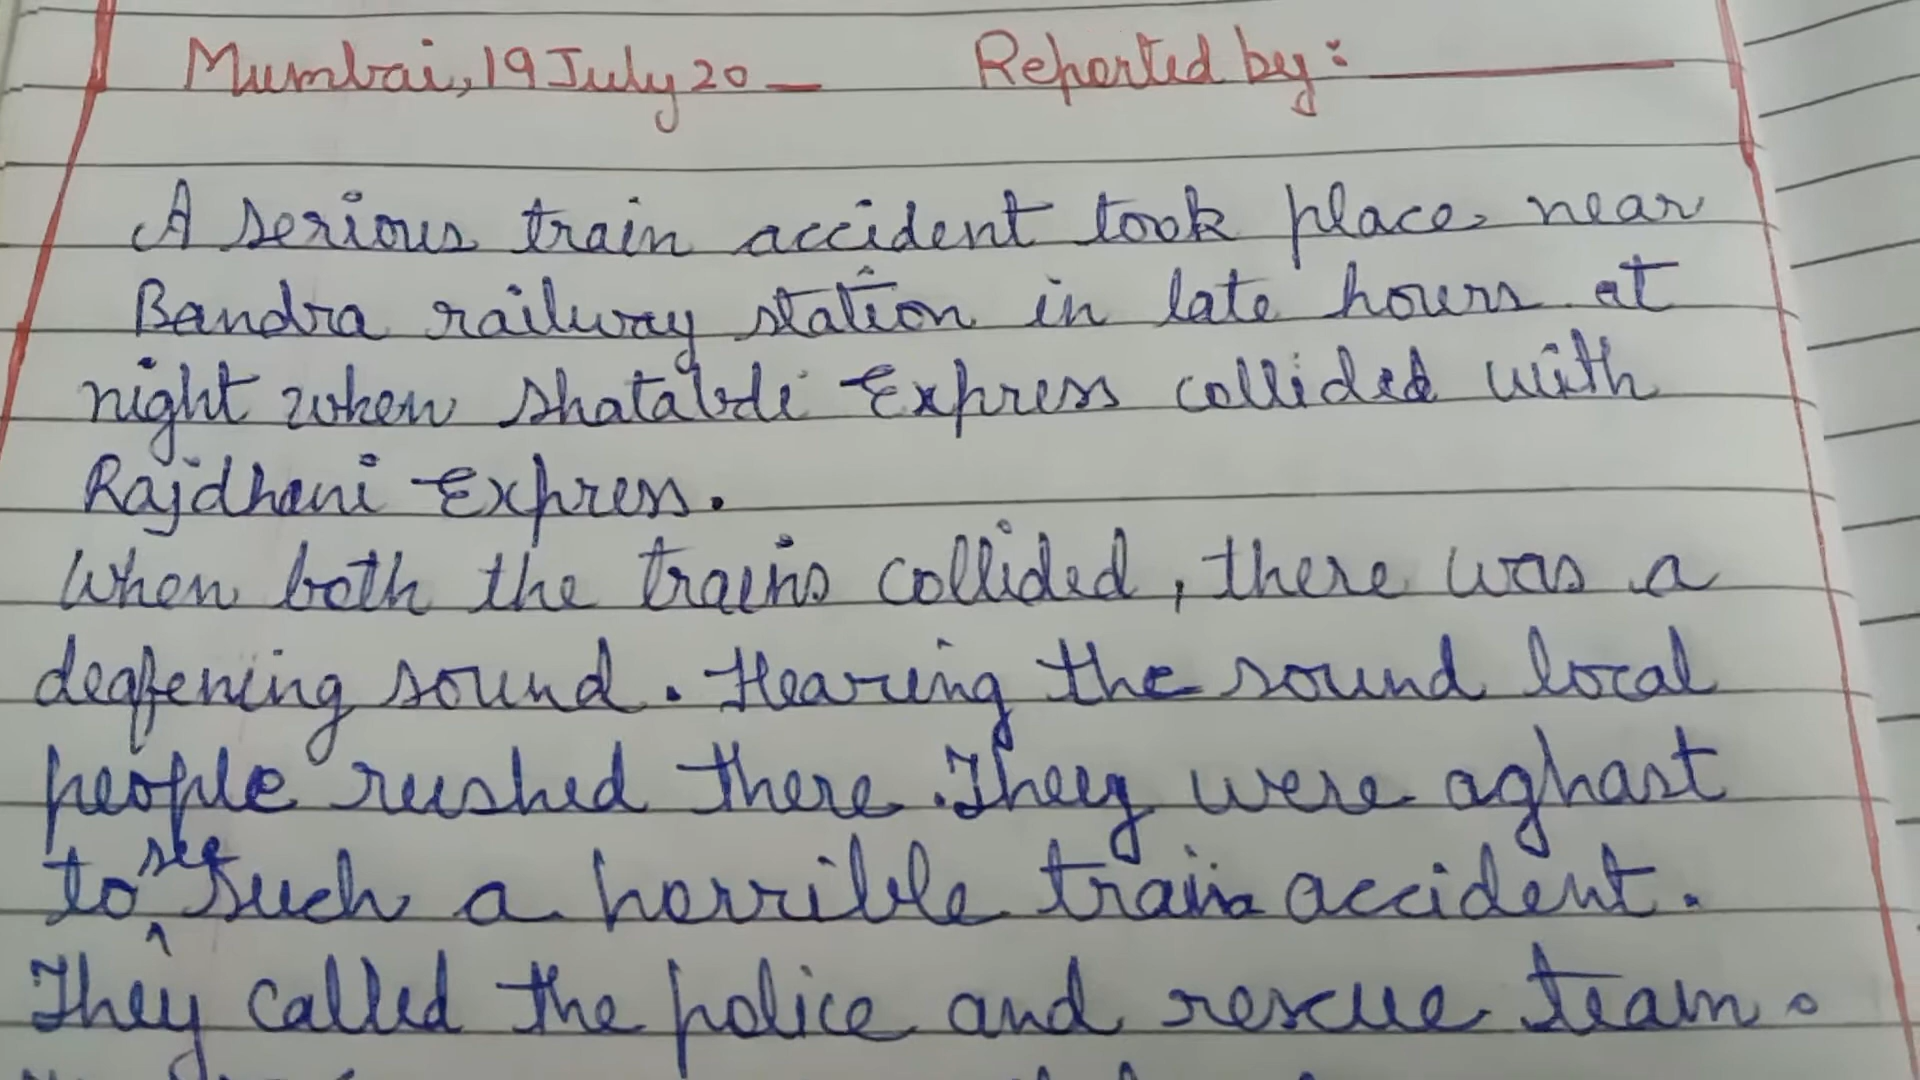 Mumbai, 19 July 20 _ Reported by: ________
A serious train accident took place near
Bandra railway station in late hours at
night when Shatabdi Express collided with
Rajdhani Express.
When both the trains collided, there was a
deafening sound. Hearing the sound local
people rushed there. They were aghast
to see such a horrible train accident.
They called the police and rescue team.